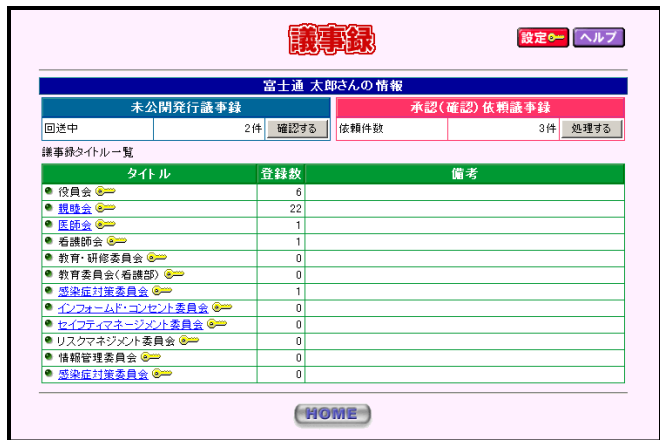 議事録
設定 ヘルプ
富士通 太郎さんの情報
未公開発行議事録 承認(確認)依頼議事録
回送中 2件 確認する 依頼件数 3件 処理する
議事録タイトル一覧
タイトル 登録数 備考
役員会 6
親睦会 22
医師会 1
看護師会 1
教育・研修委員会 0
教育委員会(看護部) 0
感染症対策委員会 1
インフォームド・コンセント委員会 0
セイフティマネージメント委員会 0
リスクマネジメント委員会 0
情報管理委員会 0
感染症対策委員会 0
HOME